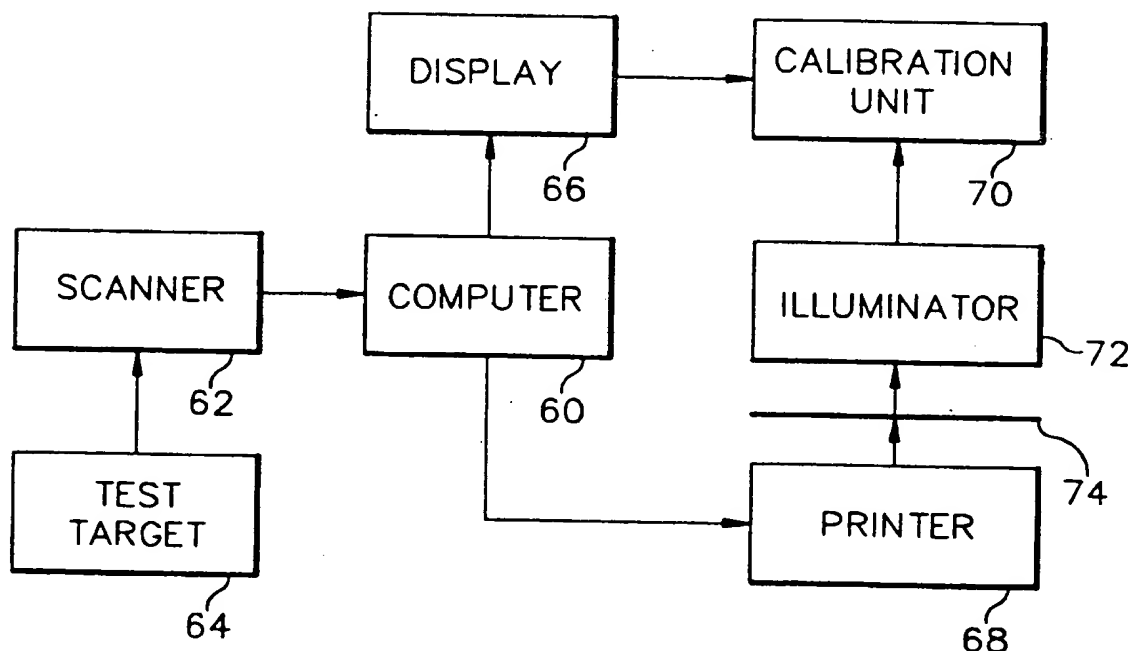 DISPLAY
66
CALIBRATION
UNIT
70
SCANNER
62
COMPUTER
60
ILLUMINATOR
72
TEST
TARGET
64
74
PRINTER
68